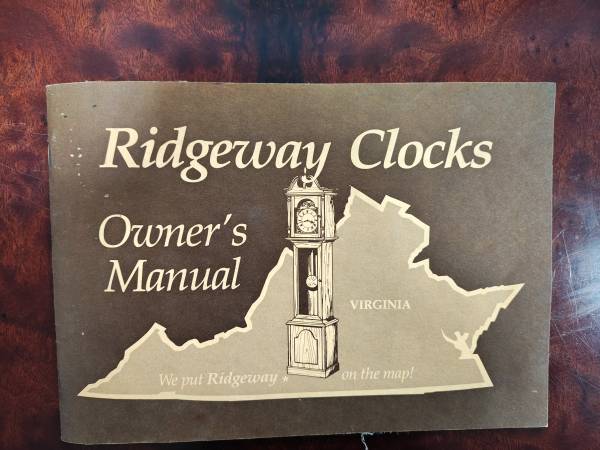 Ridgeway Clocks
Owner's
Manual
VIRGINIA
We put Ridgeway on the map!